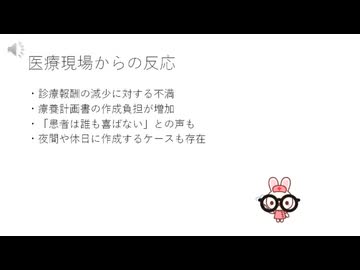 医療現場からの反応
・診療報酬の減少に対する不満
・療養計画書の作成負担が増加
・「患者は誰も喜ばない」との声も
・夜間や休日に作成するケースも存在